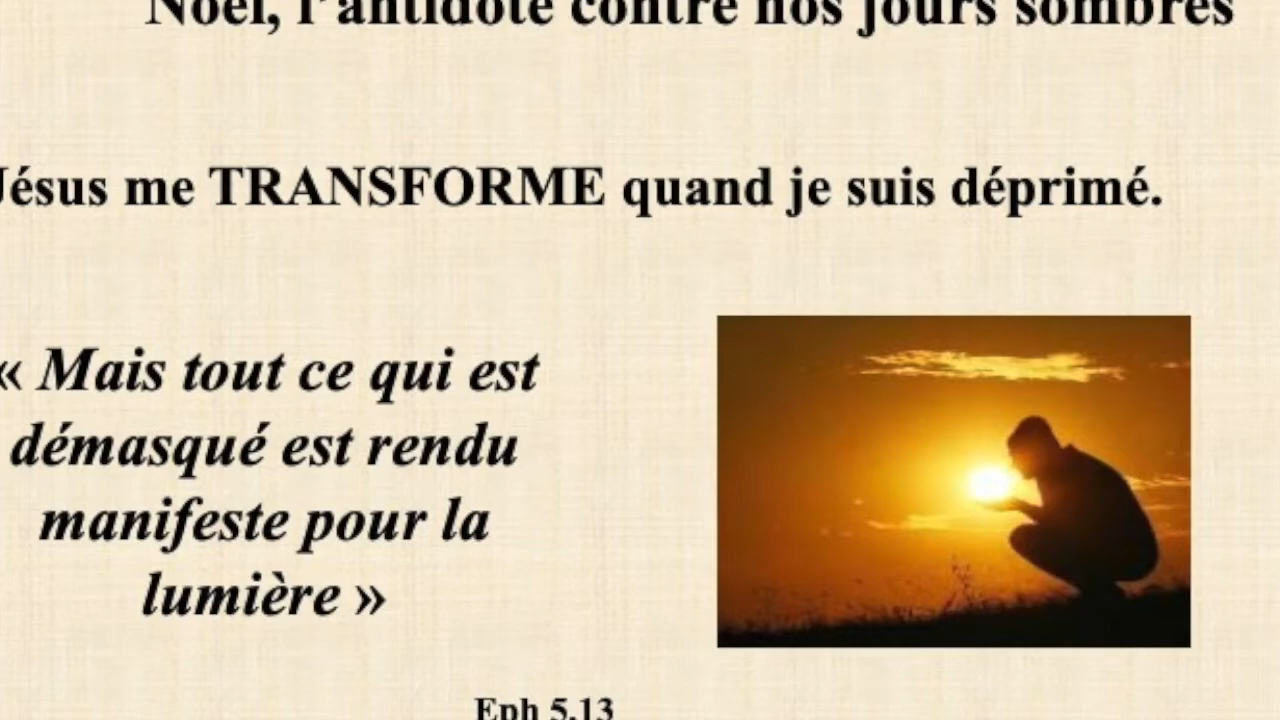 Noël, l'antidote contre nos jours sombres
Jésus me TRANSFORME quand je suis déprimé.
« Mais tout ce qui est
démasqué est rendu
manifeste pour la
lumière »
Eph 5.13